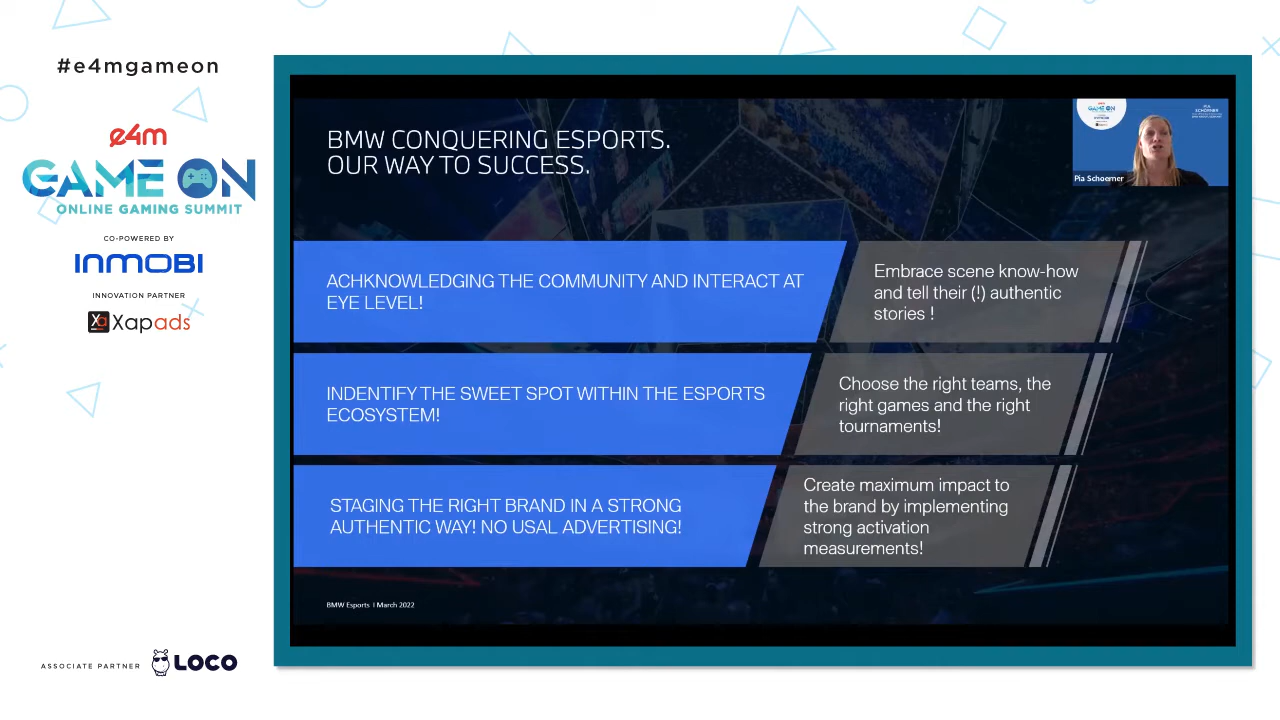 #e4mgameon
e4m
GAME ON
ONLINE GAMING SUMMIT
CO-POWERED BY
INMOBI
INNOVATION PARTNER
Xa Xapads
ASSOCIATE PARTNER
LOCO
BMW CONQUERING ESPORTS.
OUR WAY TO SUCCESS.
Pia Schoerner
ACHKNOWLEDGING THE COMMUNITY AND INTERACT AT
EYE LEVEL!
Embrace scene know-how
and tell their (!) authentic
stories !
INDENTIFY THE SWEET SPOT WITHIN THE ESPORTS
ECOSYSTEM!
Choose the right teams, the
right games and the right
tournaments!
STAGING THE RIGHT BRAND IN A STRONG
AUTHENTIC WAY! NO USAL ADVERTISING!
Create maximum impact to
the brand by implementing
strong activation
measurements!
BMW Esports I March 2022